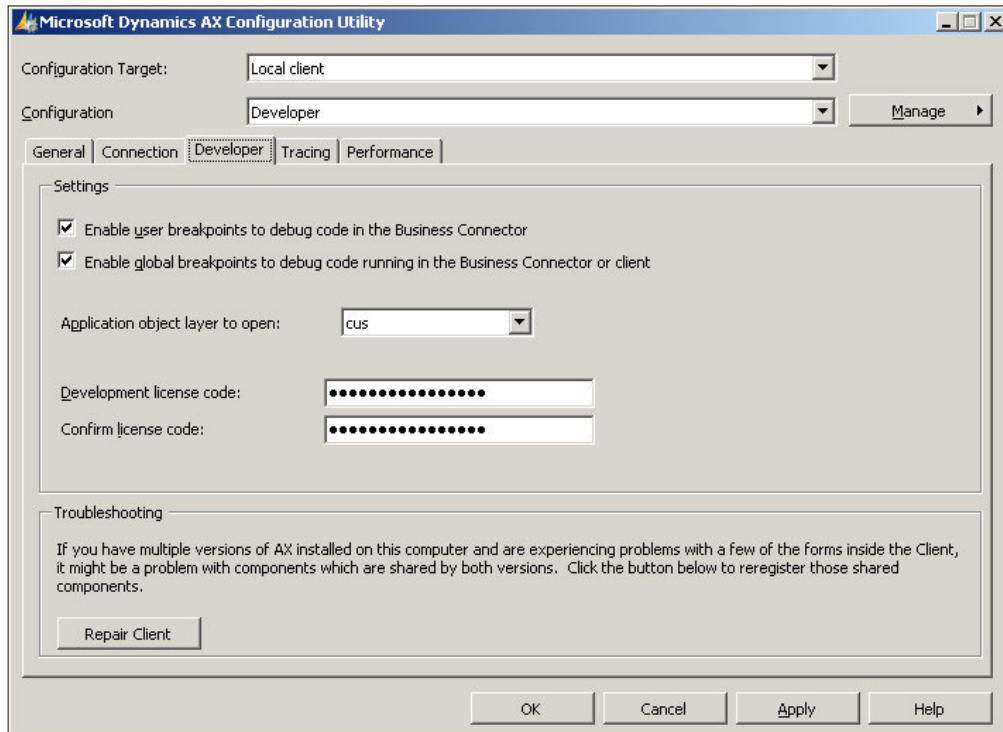 Microsoft Dynamics AX Configuration Utility
Configuration Target: Local client
Configuration Developer Manage
General Connection Developer Tracing Performance
Settings
Enable user breakpoints to debug code in the Business Connector
Enable global breakpoints to debug code running in the Business Connector or client
Application object layer to open: cus
Development license code: ●●●●●●●●●●●●●●●●
Confirm license code: ●●●●●●●●●●●●●●●●
Troubleshooting
If you have multiple versions of AX installed on this computer and are experiencing problems with a few of the forms inside the Client,
it might be a problem with components which are shared by both versions.  Click the button below to reregister those shared
components.
Repair Client
OK Cancel Apply Help